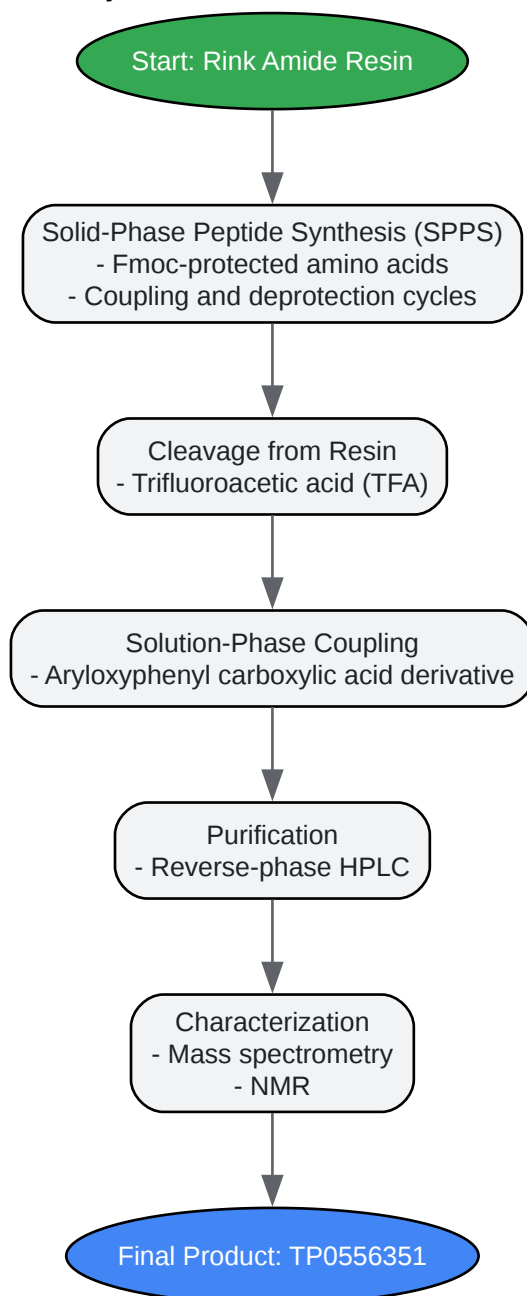 Start: Rink Amide Resin
Solid-Phase Peptide Synthesis (SPPS)
- Fmoc-protected amino acids
- Coupling and deprotection cycles
Cleavage from Resin
- Trifluoroacetic acid (TFA)
Solution-Phase Coupling
- Aryloxyphenyl carboxylic acid derivative
Purification
- Reverse-phase HPLC
Characterization
- Mass spectrometry
- NMR
Final Product: TP0556351